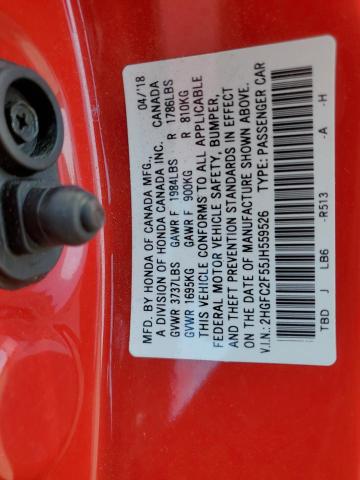 MFD. BY HONDA OF CANADA MFG., 04/'18
A DIVISION OF HONDA CANADA INC. CANADA
GVWR 3737LBS GAWR F 1984LBS R 1786LBS
GVWR 1695KG GAWR F 900KG R 810KG
THIS VEHICLE CONFORMS TO ALL APPLICABLE
FEDERAL MOTOR VEHICLE SAFETY, BUMPER,
AND THEFT PREVENTION STANDARDS IN EFFECT
ON THE DATE OF MANUFACTURE SHOWN ABOVE.
V.I.N.: 2HGFC2F55JH559526 TYPE: PASSENGER CAR
TBD J LB6 -R513 -A -H